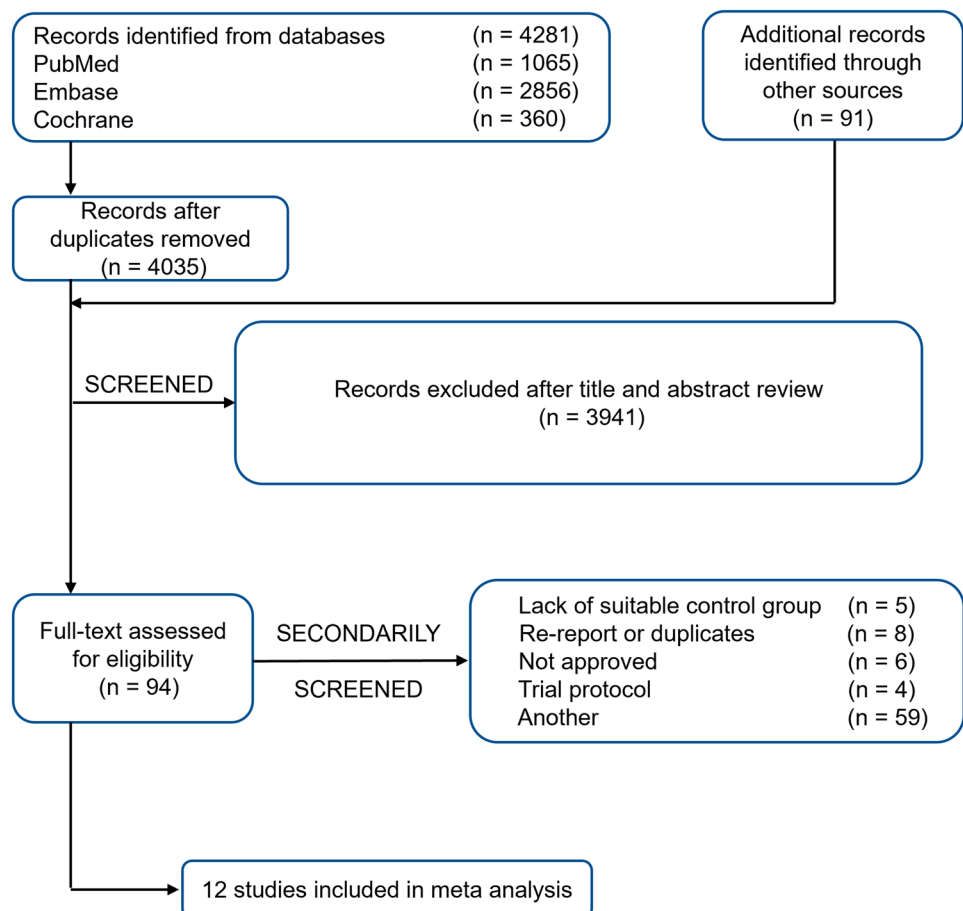 Records identified from databases (n = 4281)
PubMed (n = 1065)
Embase (n = 2856)
Cochrane (n = 360)
Additional records
identified through
other sources
(n = 91)
Records after
duplicates removed
(n = 4035)
SCREENED
Records excluded after title and abstract review
(n = 3941)
Full-text assessed
for eligibility
(n = 94)
SECONDARILY
SCREENED
Lack of suitable control group (n = 5)
Re-report or duplicates (n = 8)
Not approved (n = 6)
Trial protocol (n = 4)
Another (n = 59)
12 studies included in meta analysis